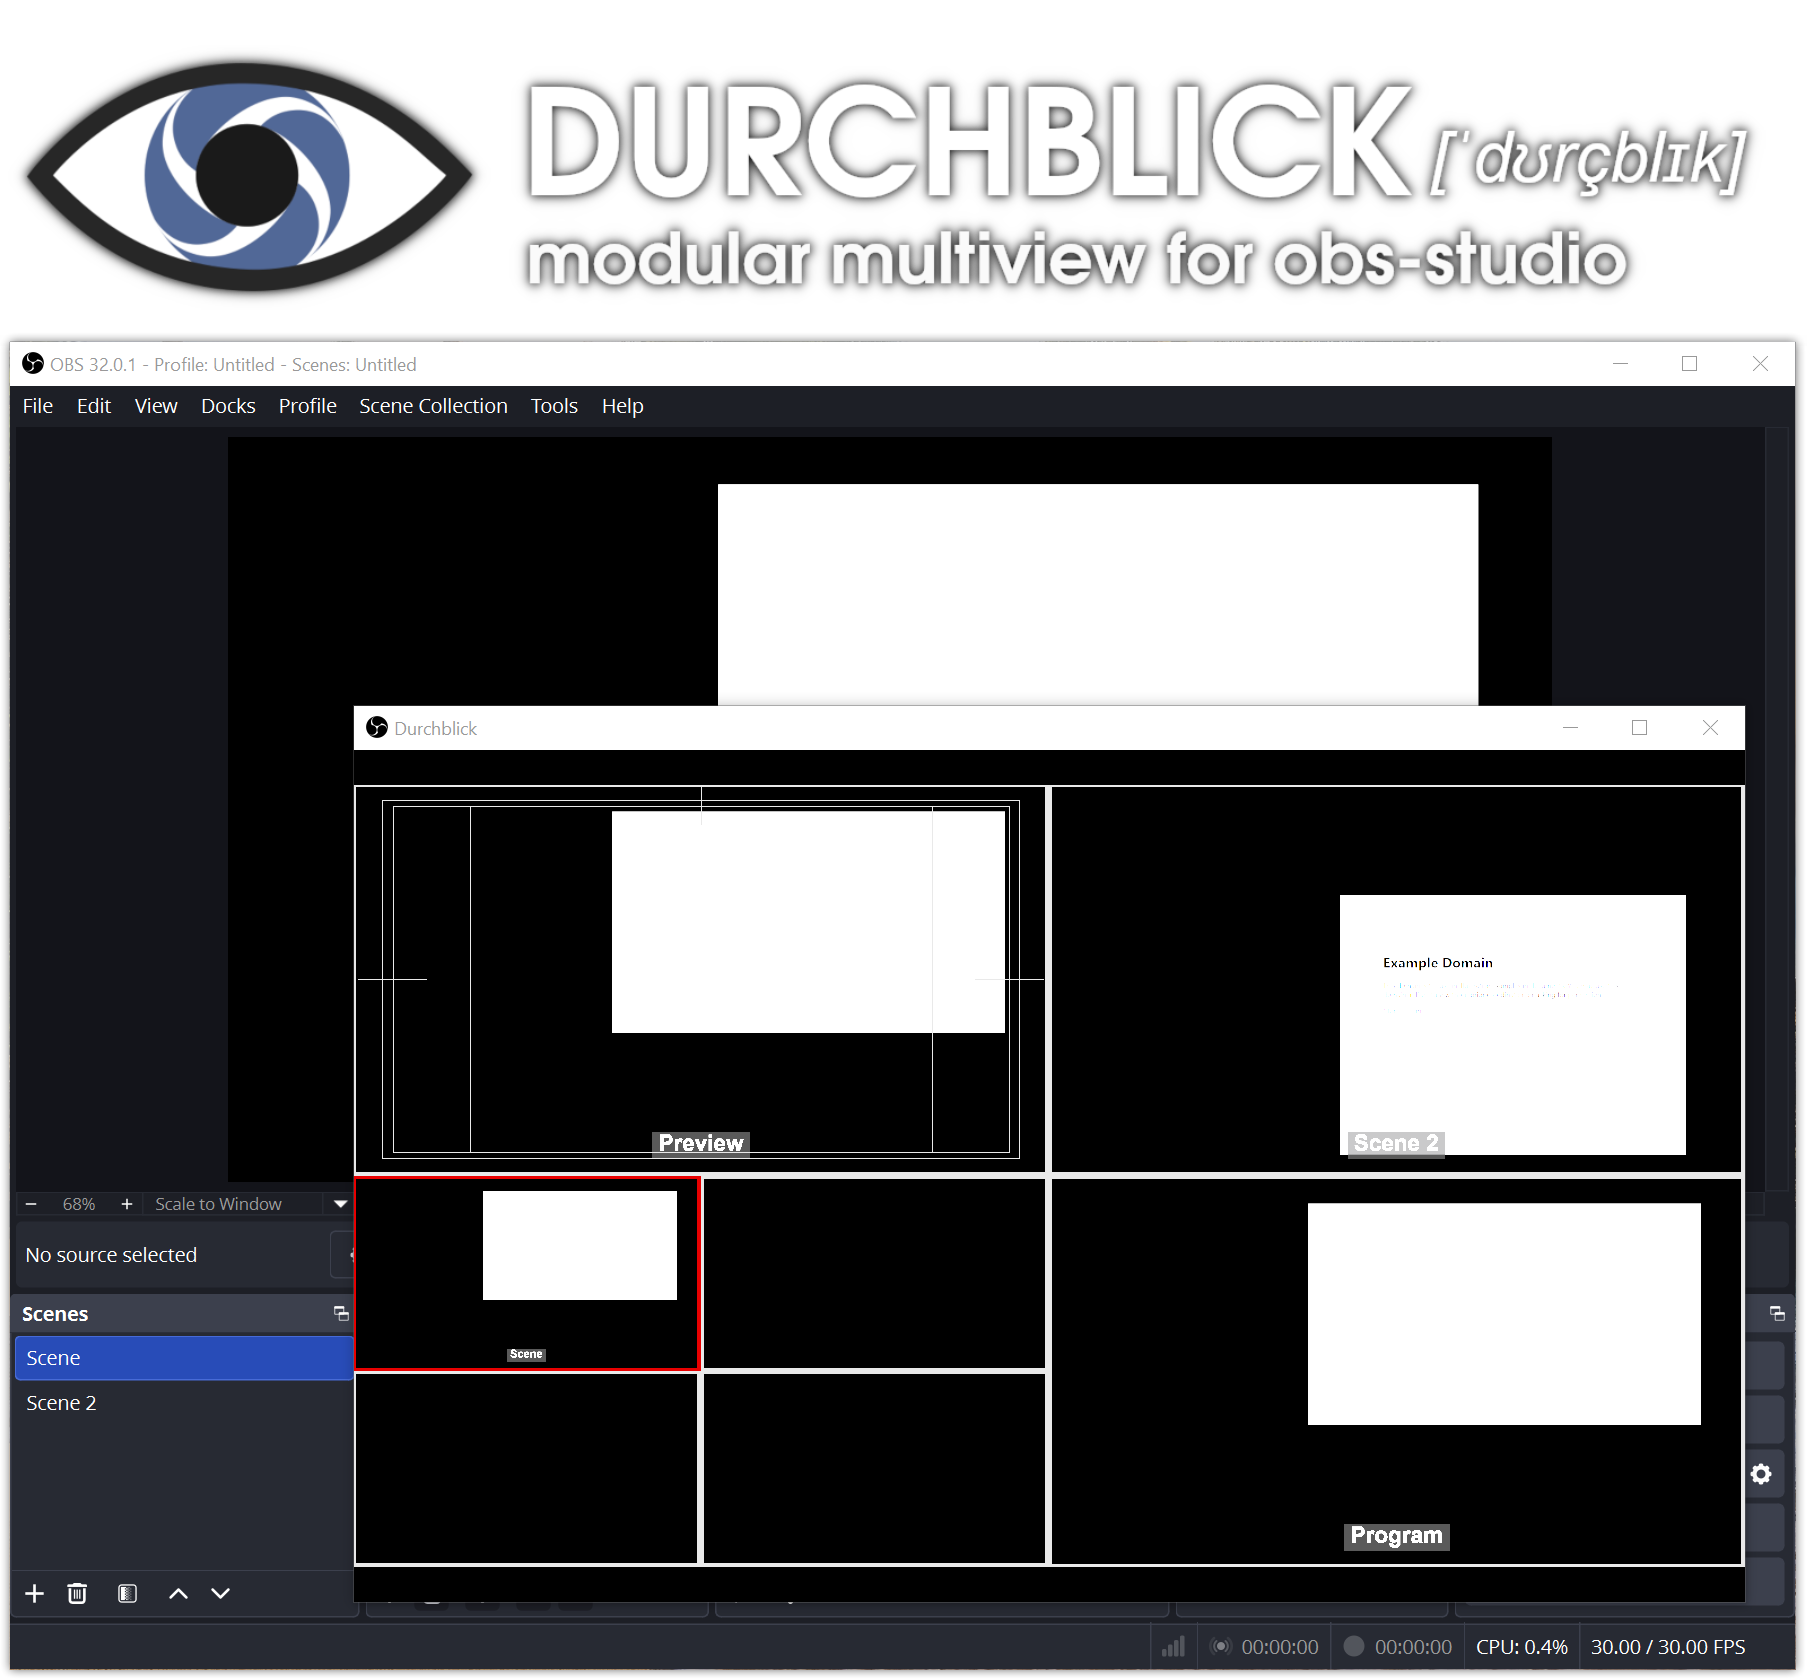 DURCHBLICK [ˈdʊrçblɪk]
modular multiview for obs-studio
OBS 32.0.1 - Profile: Untitled - Scenes: Untitled
File Edit View Docks Profile Scene Collection Tools Help
Durchblick
Example Domain
Preview
Scene 2
68% Scale to Window
No source selected
Scenes
Scene
Scene 2
Scene
Program
00:00:00 00:00:00 CPU: 0.4% 30.00 / 30.00 FPS